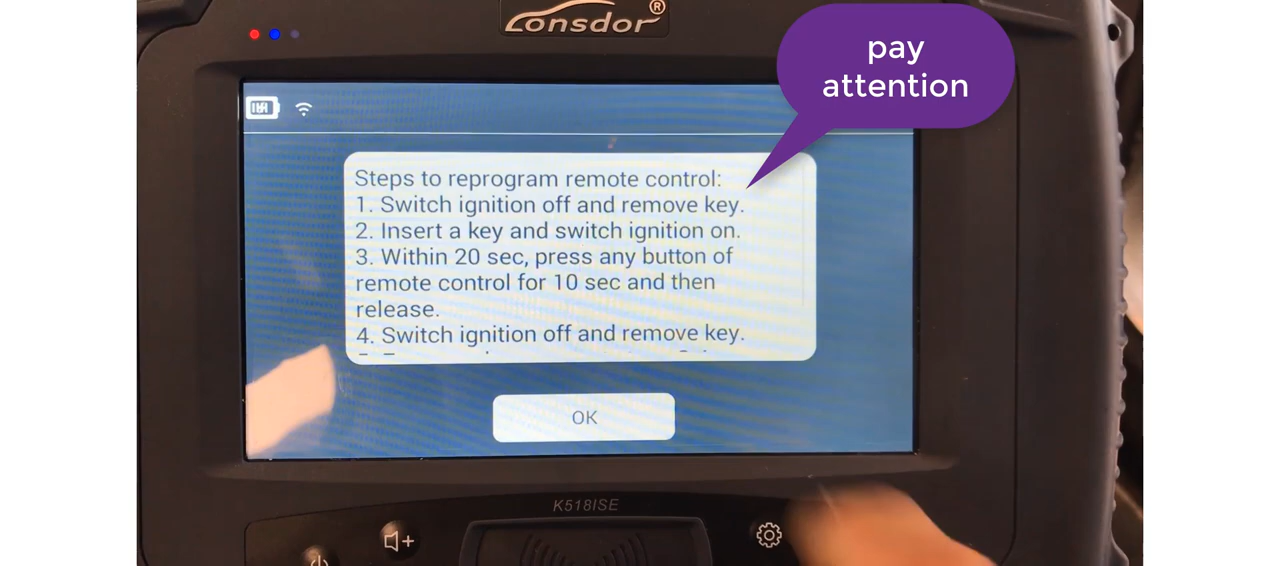 Lonsdor®
pay
attention
Steps to reprogram remote control:
1. Switch ignition off and remove key.
2. Insert a key and switch ignition on.
3. Within 20 sec, press any button of
remote control for 10 sec and then
release.
4. Switch ignition off and remove key.
OK
K518ISE